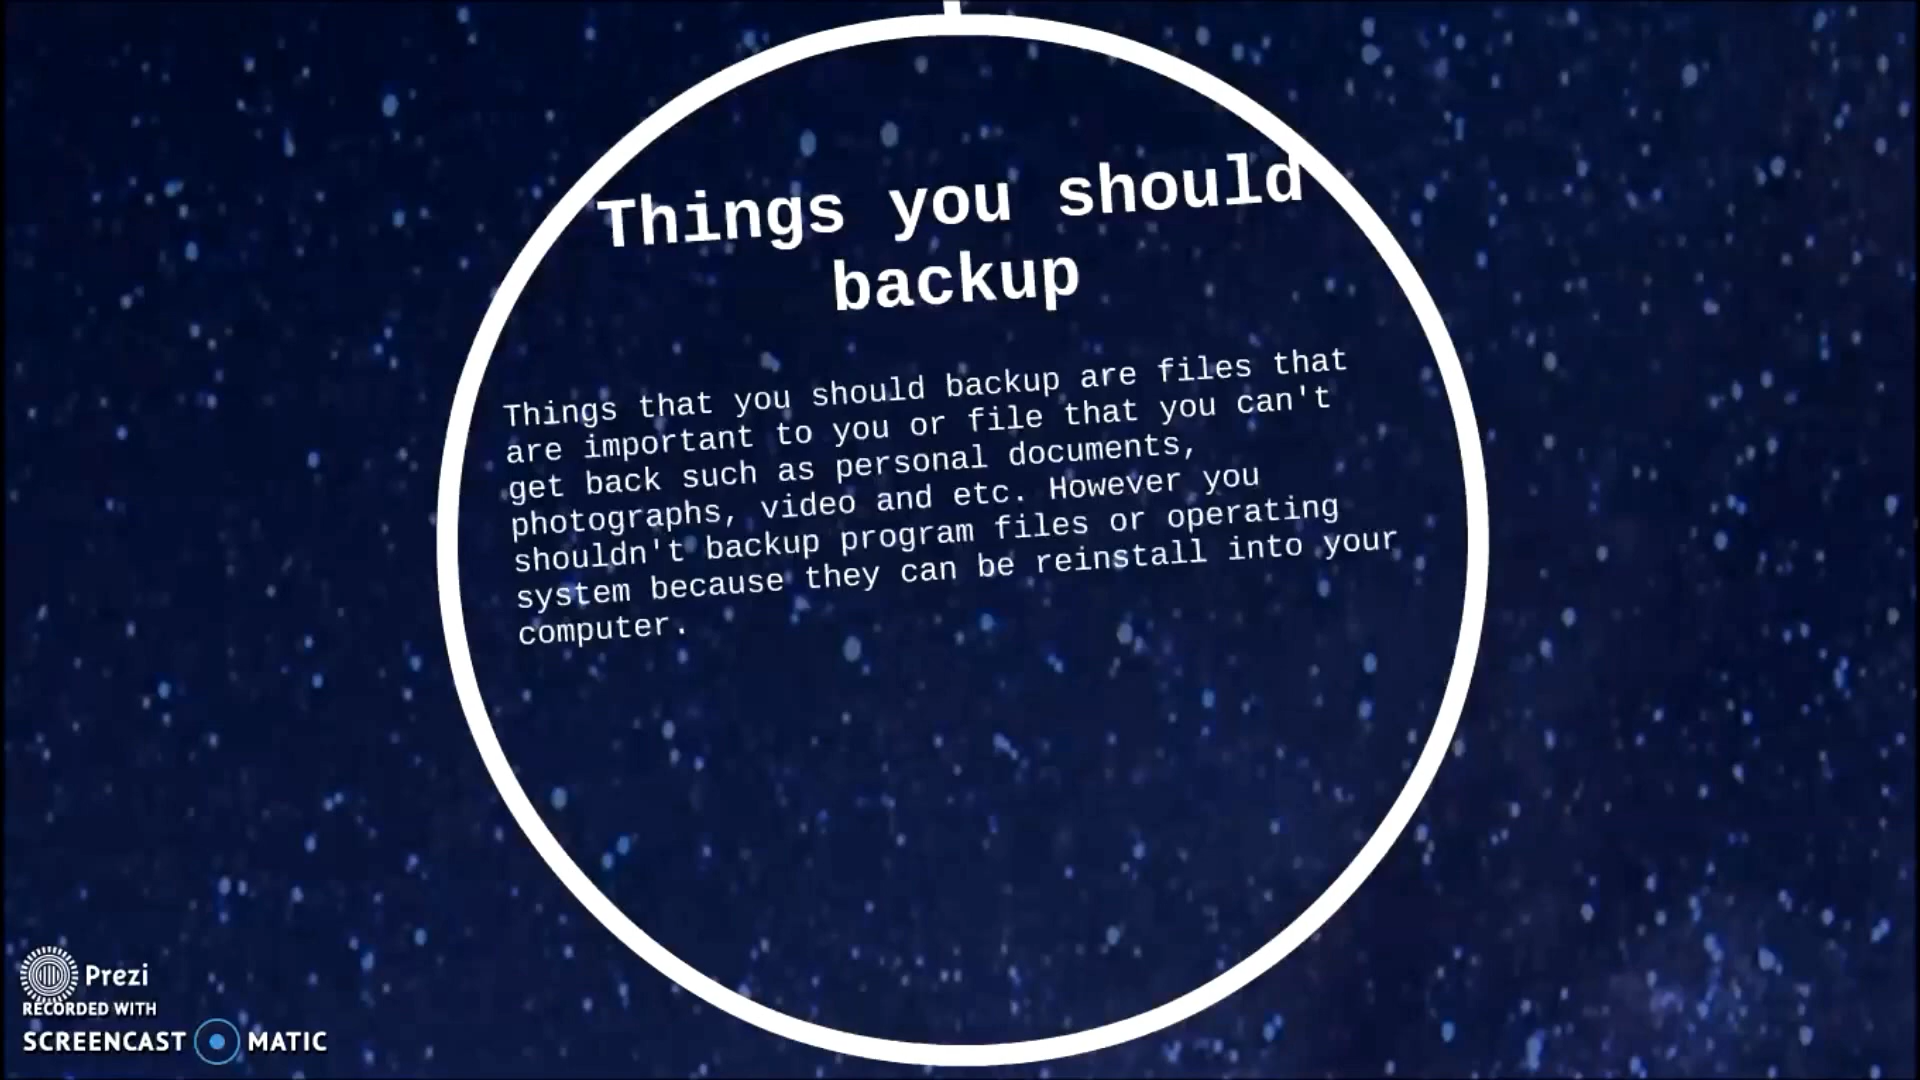 Things you should
backup
Things that you should backup are files that
are important to you or file that you can't
get back such as personal documents,
photographs, video and etc. However you
shouldn't backup program files or operating
system because they can be reinstall into your
computer.
Prezi
RECORDED WITH
SCREENCAST MATIC